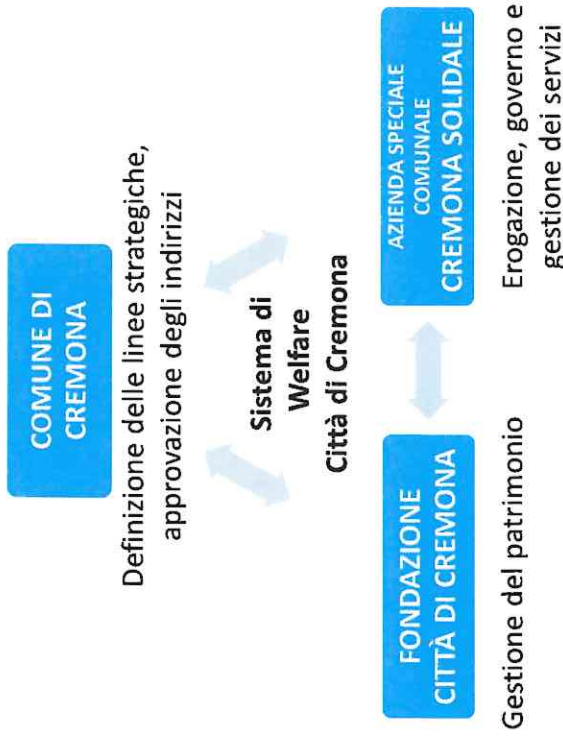 COMUNE DI
CREMONA
Definizione delle linee strategiche,
approvazione degli indirizzi
Sistema di
Welfare
Città di Cremona
FONDAZIONE
CITTÀ DI CREMONA
Gestione del patrimonio
AZIENDA SPECIALE
COMUNALE
CREMONA SOLIDALE
Erogazione, governo e
gestione dei servizi